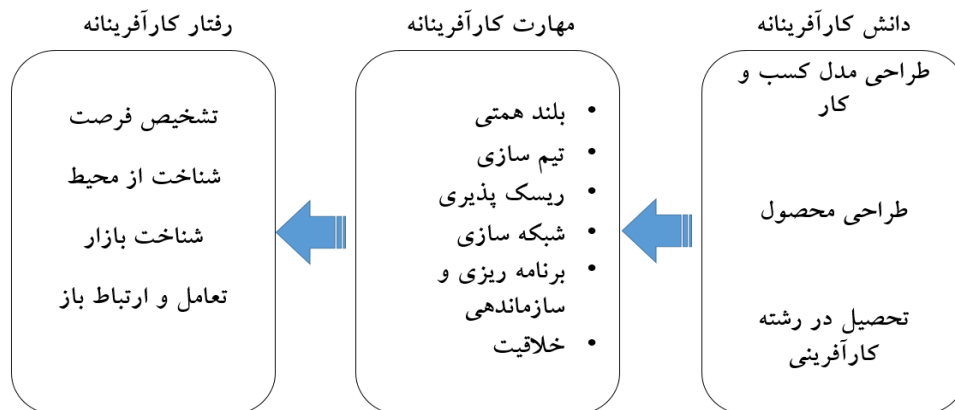 دانش کارآفرینانه
طراحی مدل کسب و
کار
طراحی محصول
تحصیل در رشته
کارآفرینی
مهارت کارآفرینانه
• بلند همتی
• تیم سازی
• ریسک پذیری
• شبکه سازی
• برنامه ریزی و
سازماندهی
• خلاقیت
رفتار کارآفرینانه
تشخیص فرصت
شناخت از محیط
شناخت بازار
تعامل و ارتباط باز